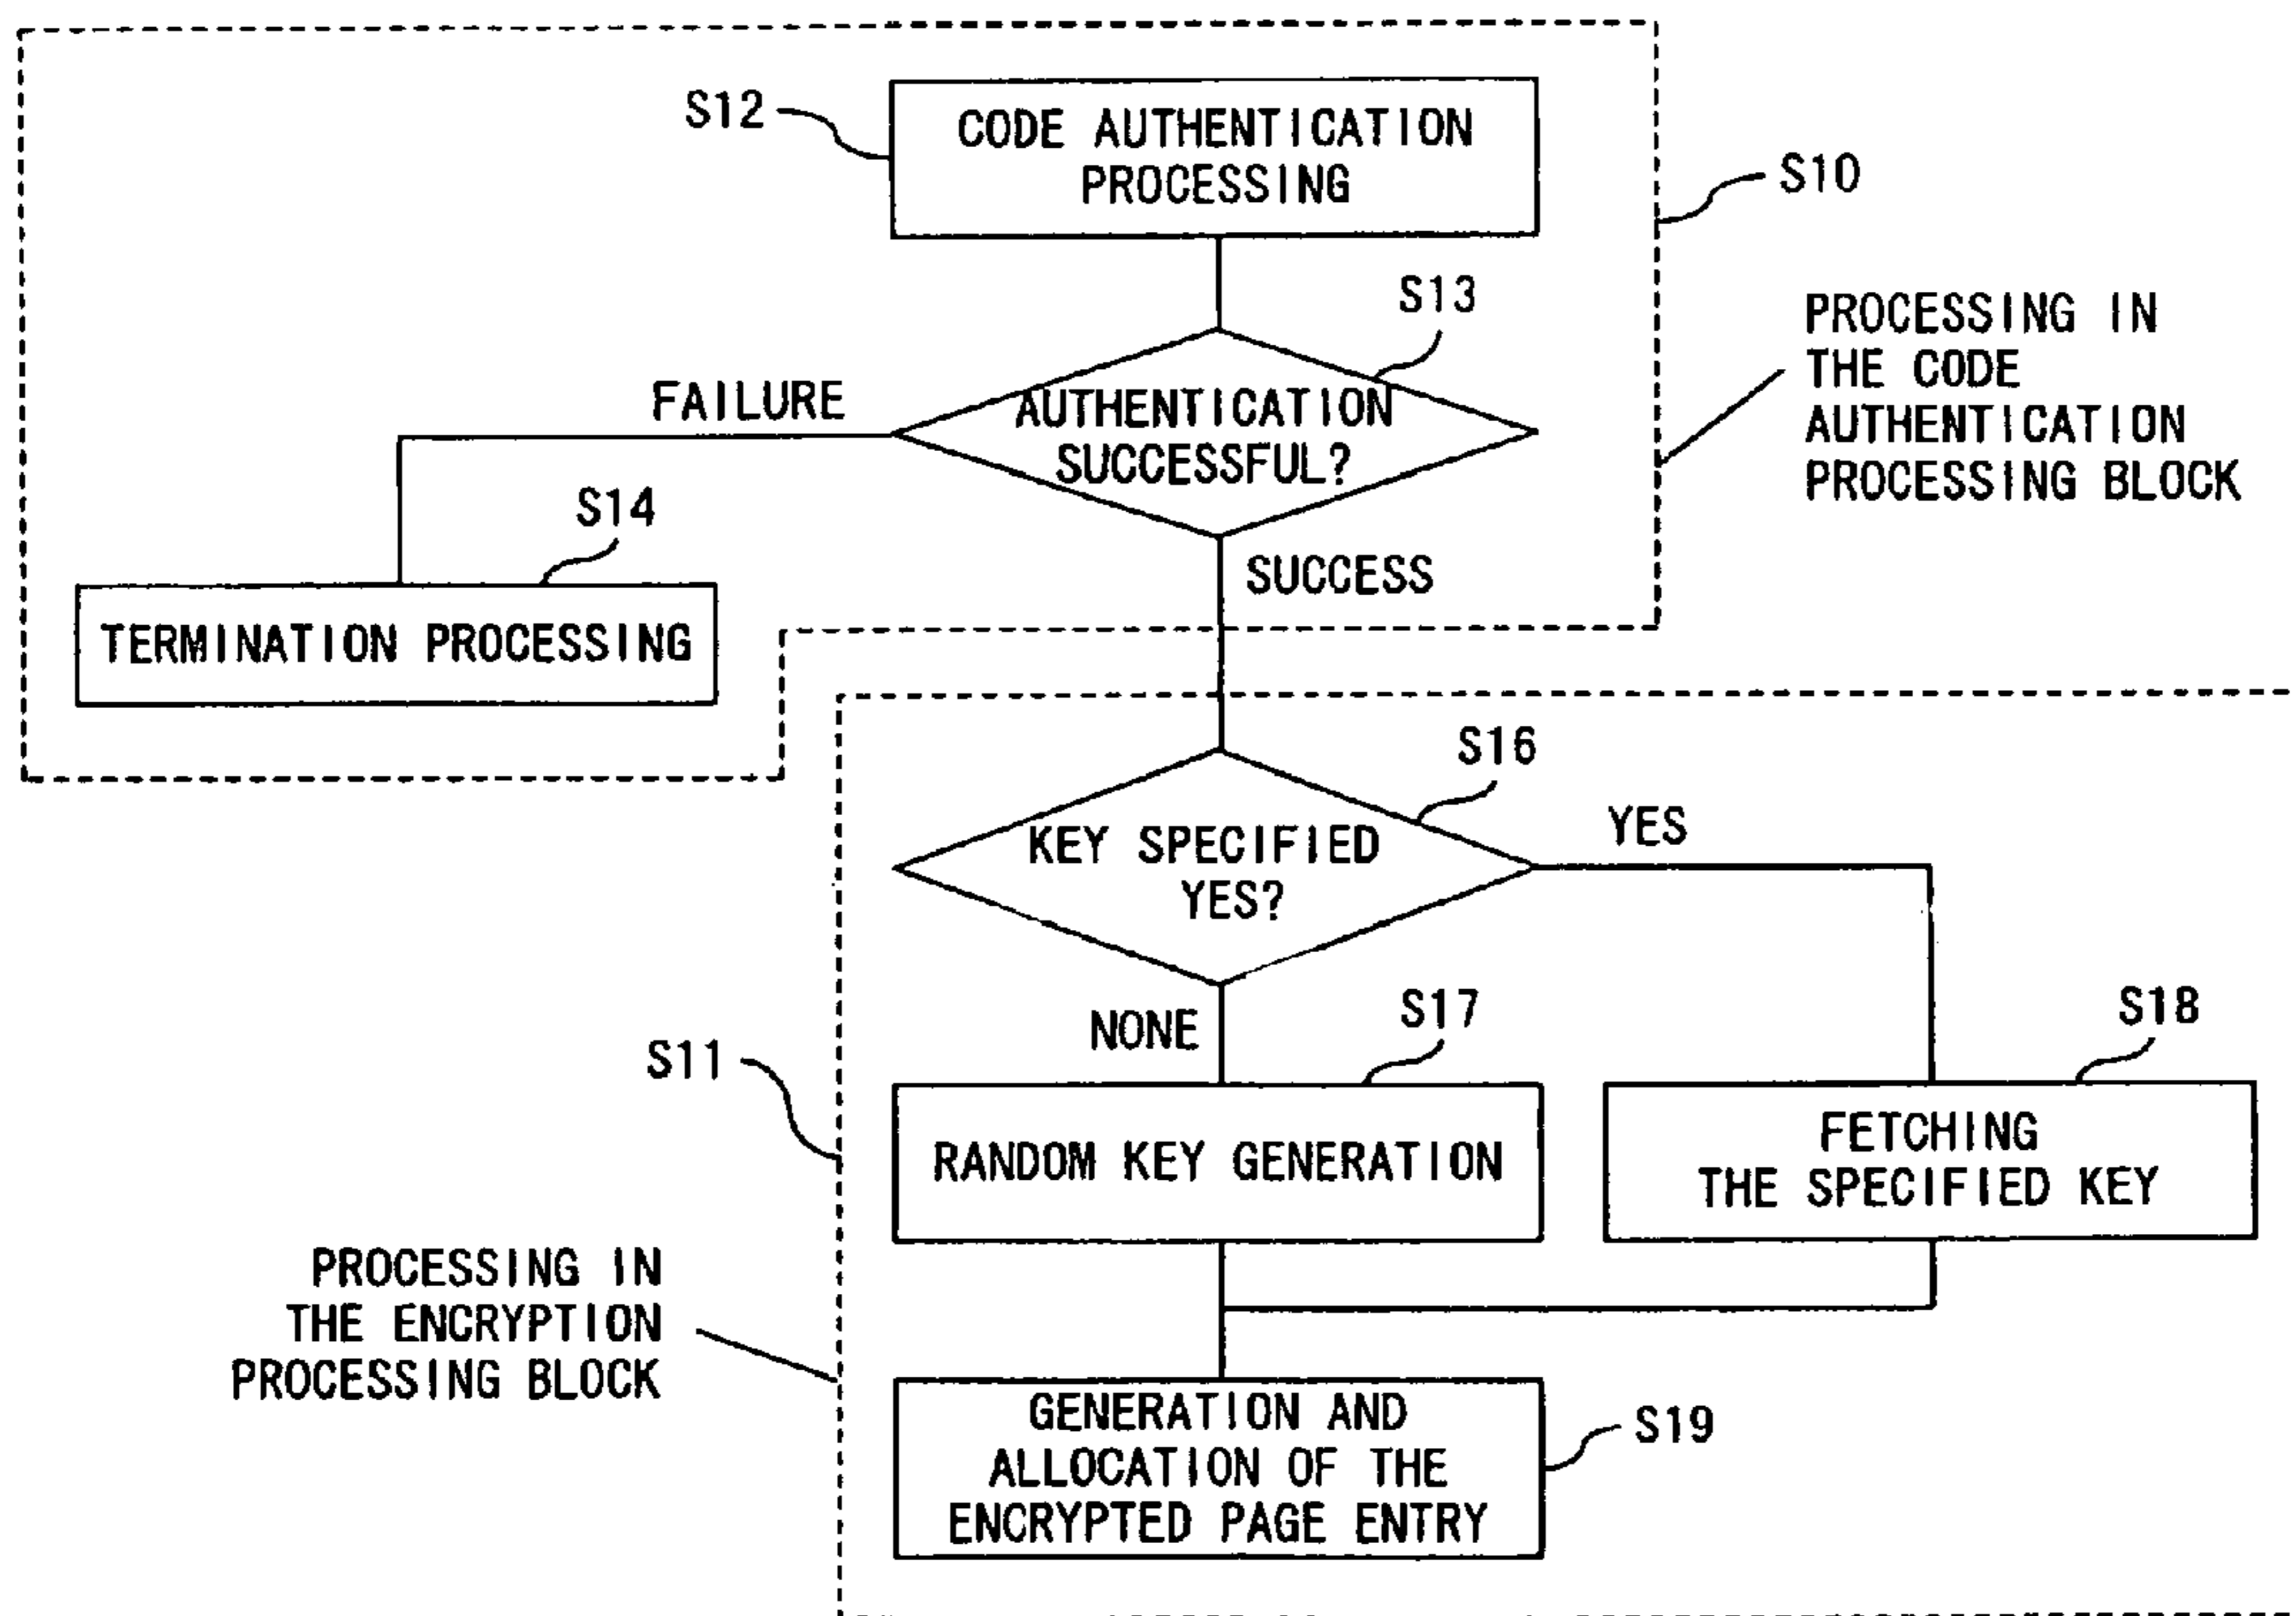 S12
CODE AUTHENTICATION
PROCESSING
S10
S13
PROCESSING IN
THE CODE
AUTHENTICATION
PROCESSING BLOCK
FAILURE
AUTHENTICATION
SUCCESSFUL?
S14
SUCCESS
TERMINATION PROCESSING
S16
YES
KEY SPECIFIED
YES?
NONE
S17
S18
S11
RANDOM KEY GENERATION
FETCHING
THE SPECIFIED KEY
PROCESSING IN
THE ENCRYPTION
PROCESSING BLOCK
GENERATION AND
ALLOCATION OF THE
ENCRYPTED PAGE ENTRY
S19